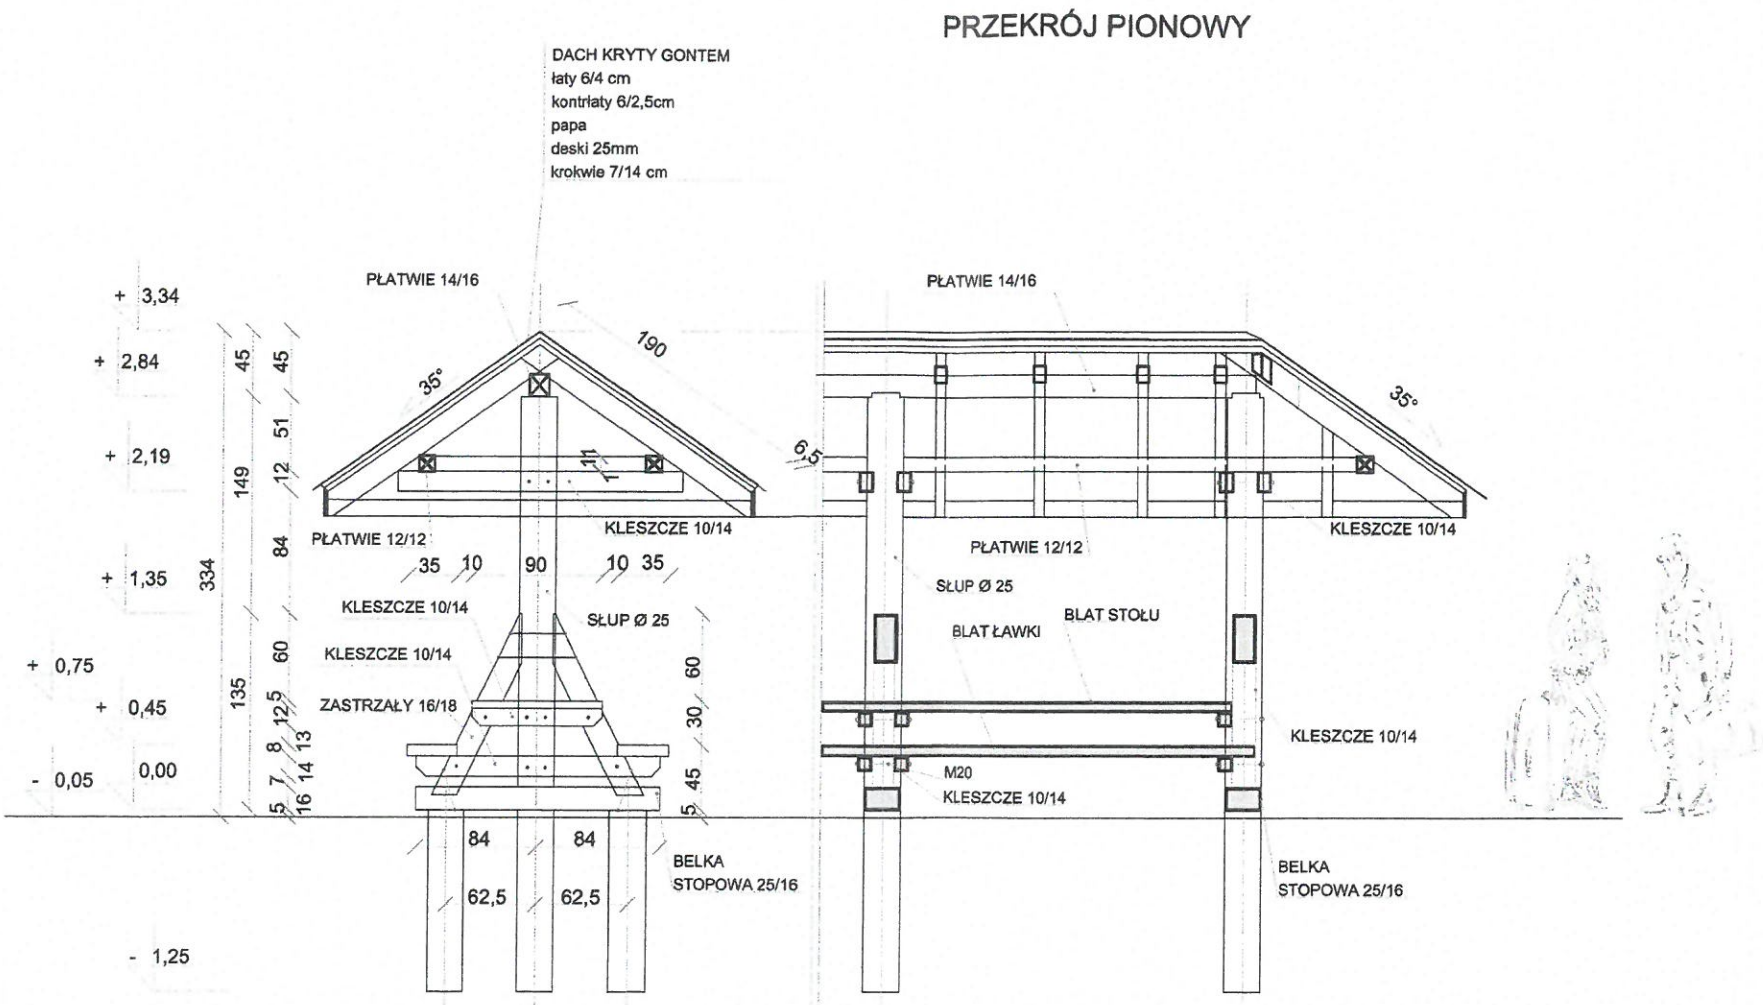 PRZEKRÓJ PIONOWY
DACH KRYTY GONTEM
łaty 6/4 cm
kontrłaty 6/2,5cm
papa
deski 25mm
krokwie 7/14 cm
PŁATWIE 14/16
PŁATWIE 14/16
+ 3,34
+ 2,84
+ 2,19
+ 1,35
+ 0,75
+ 0,45
0,00
- 0,05
- 1,25
334
45
149
135
45
51
12
84
60
5
12
13
8
14
7
16
5
35°
190
6,5
11
35°
KLESZCZE 10/14
PŁATWIE 12/12
35 10 90 10 35
KLESZCZE 10/14
SŁUP Ø 25
KLESZCZE 10/14
ZASTRZAŁY 16/18
60
30
45
5
84 84
62,5 62,5
BELKA
STOPOWA 25/16
KLESZCZE 10/14
PŁATWIE 12/12
SŁUP Ø 25
BLAT STOŁU
BLAT ŁAWKI
KLESZCZE 10/14
M20
KLESZCZE 10/14
BELKA
STOPOWA 25/16